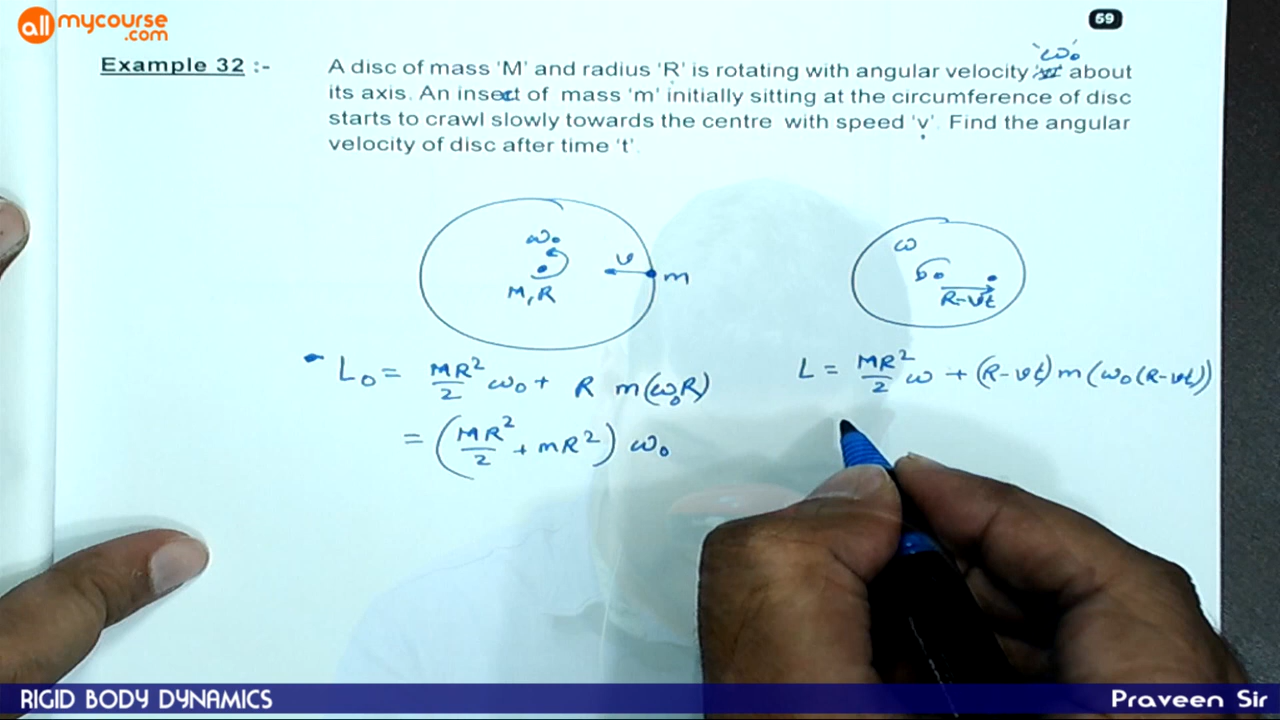 all mycourse .com
59
Example 32 :- A disc of mass 'M' and radius 'R' is rotating with angular velocity 'ω₀' about
its axis. An insect of mass 'm' initially sitting at the circumference of disc
starts to crawl slowly towards the centre with speed 'v'. Find the angular
velocity of disc after time 't'.
ω₀
v
m
M, R
ω
R-vt
L₀ = MR²/2 ω₀ + R m(ω₀R)
= (MR²/2 + mR²) ω₀
L = MR²/2 ω + (R-vt) m (ω₀(R-vt))
RIGID BODY DYNAMICS
Praveen Sir